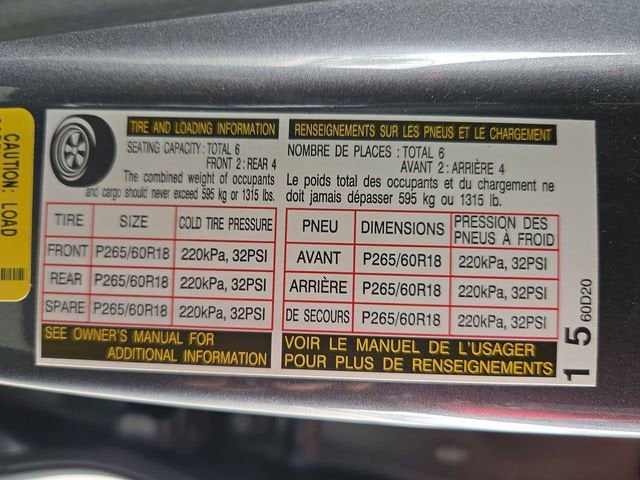 CAUTION: LOAD
TIRE AND LOADING INFORMATION
SEATING CAPACITY: TOTAL 6
FRONT 2: REAR 4
The combined weight of occupants
and cargo should never exceed 595 kg or 1315 lbs.
TIRE SIZE COLD TIRE PRESSURE
FRONT P265/60R18 220kPa, 32PSI
REAR P265/60R18 220kPa, 32PSI
SPARE P265/60R18 220kPa, 32PSI
SEE OWNER'S MANUAL FOR
ADDITIONAL INFORMATION
RENSEIGNEMENTS SUR LES PNEUS ET LE CHARGEMENT
NOMBRE DE PLACES : TOTAL 6
AVANT 2 : ARRIÈRE 4
Le poids total des occupants et du chargement ne
doit jamais dépasser 595 kg ou 1315 lb.
PNEU DIMENSIONS PRESSION DES
PNEUS À FROID
AVANT P265/60R18 220kPa, 32PSI
ARRIÈRE P265/60R18 220kPa, 32PSI
DE SECOURS P265/60R18 220kPa, 32PSI
VOIR LE MANUEL DE L'USAGER
POUR PLUS DE RENSEIGNEMENTS
1 5 60D20